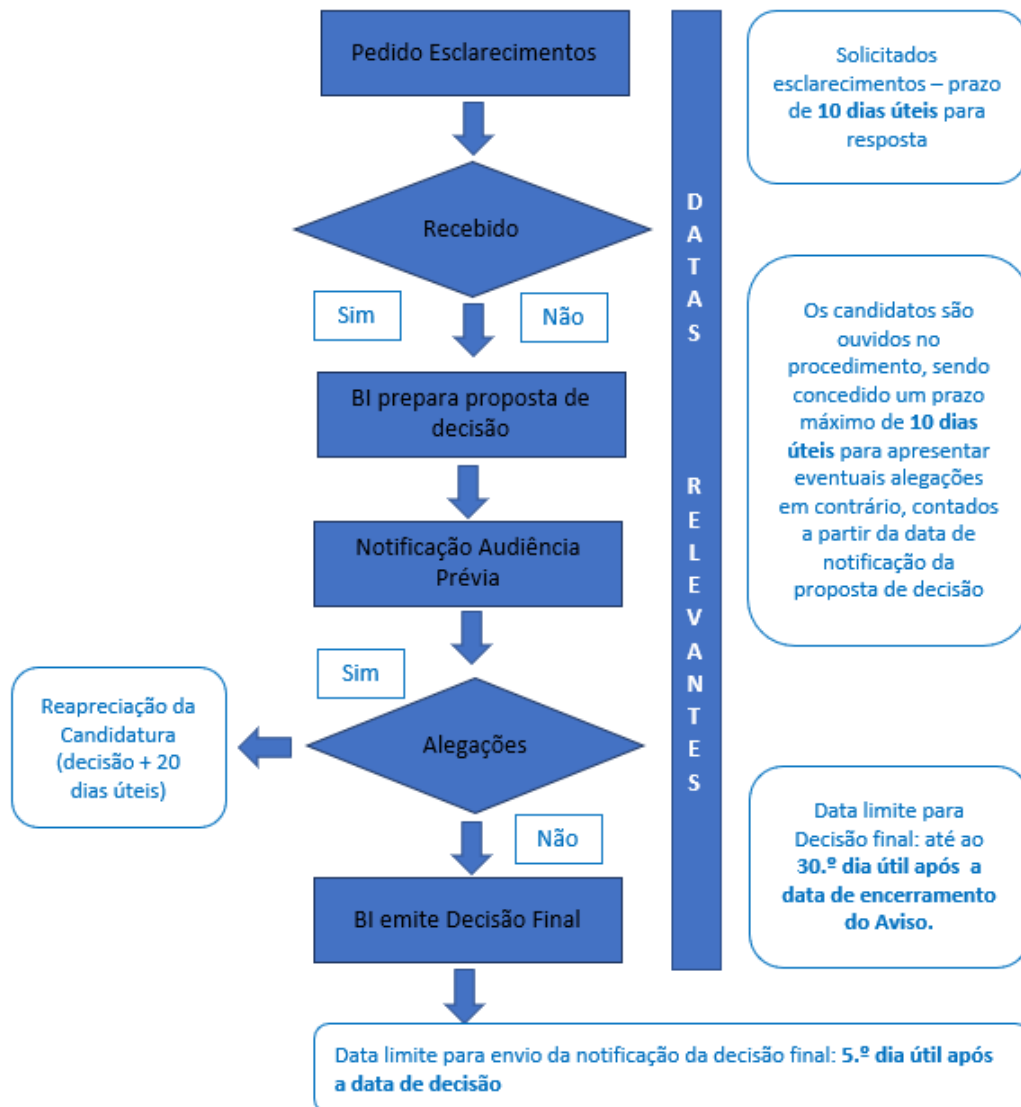 Pedido Esclarecimentos
Solicitados
esclarecimentos – prazo
de 10 dias úteis para
resposta
Recebido
Sim
Não
BI prepara proposta de
decisão
Notificação Audiência
Prévia
Sim
Alegações
Reapreciação da
Candidatura
(decisão + 20
dias úteis)
Não
BI emite Decisão Final
DATAS
RELEVANTES
Os candidatos são
ouvidos no
procedimento, sendo
concedido um prazo
máximo de 10 dias
úteis para apresentar
eventuais alegações
em contrário, contados
a partir da data de
notificação da
proposta de decisão
Data limite para
Decisão final: até ao
30.º dia útil após a
data de encerramento
do Aviso.
Data limite para envio da notificação da decisão final: 5.º dia útil após
a data de decisão